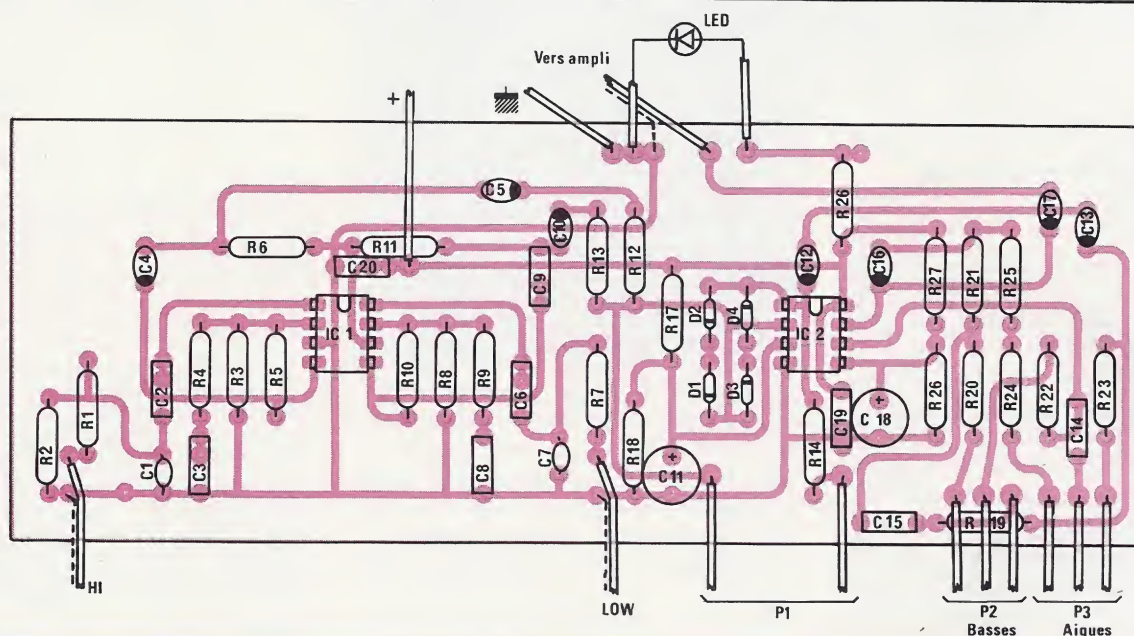 LED
Vers ampli
+
C5
R26
C17
C13
C10
R6
R11
R13
R12
C12
C16
C4
C20
C9
R27
R21
R25
R17
D2
D4
IC 1
IC 2
R4
R3
R5
R10
R8
R9
C2
C6
R7
D1
D3
R1
R2
R26
R20
R24
R22
R23
C19
C 18
+
C14
R18
R14
C1
C3
C8
C7
+
C11
C 15
R 19
HI
LOW
P1
P2
Basses
P3
Aigues